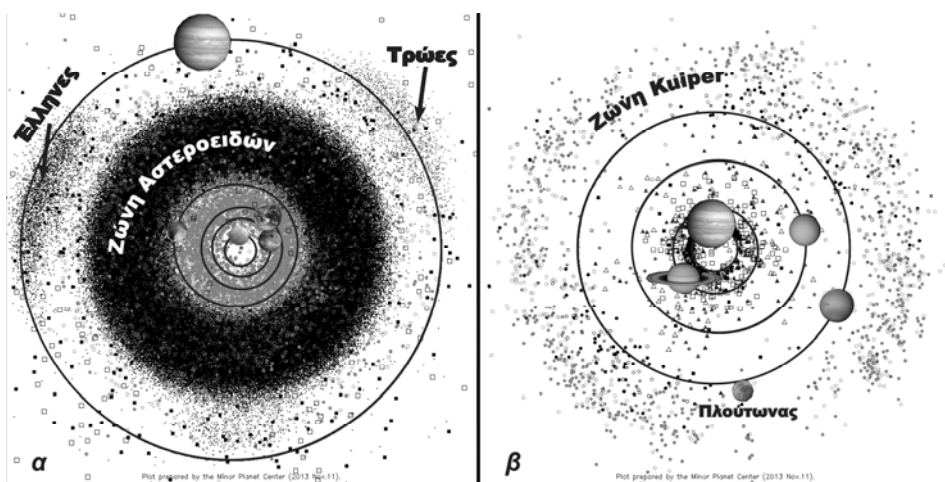 Έλληνες
Τρώες
Ζώνη Αστεροειδών
α
Plot prepared by the Minor Planet Center (2013 Nov.11).
Ζώνη Kuiper
Πλούτωνας
β
Plot prepared by the Minor Planet Center (2013 Nov.11).